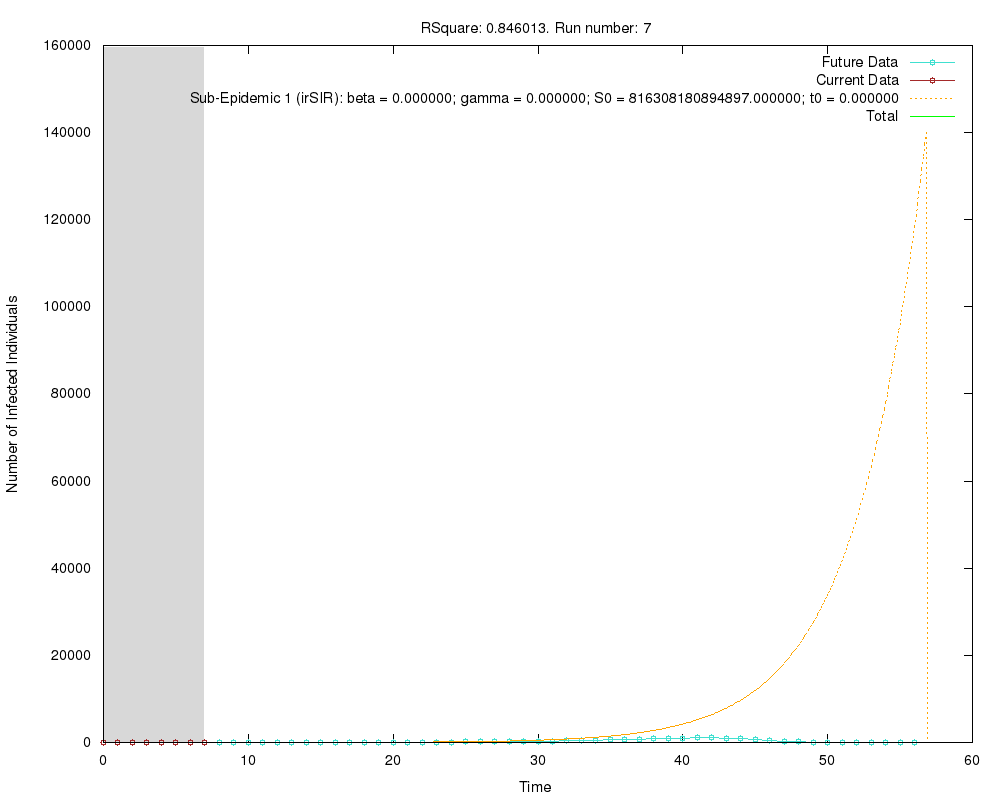 RSquare: 0.846013. Run number: 7
Future Data
Current Data
Sub-Epidemic 1 (irSIR): beta = 0.000000; gamma = 0.000000; S0 = 816308180894897.000000; t0 = 0.000000
Total
160000
140000
120000
100000
80000
60000
40000
20000
0
Number of Infected Individuals
0 10 20 30 40 50 60
Time